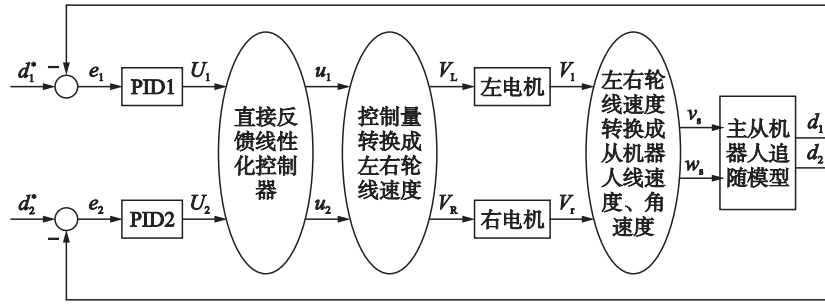 d₁* − e₁ PID1 U₁
直接反
馈线性
化控制
器
u₁
控制量
转换成
左右轮
线速度
V_L 左电机 V₁
左右轮
线速度
转换成
从机器
人线速
度、角
速度
v_s
w_s
主从机
器人追
随模型
d₁
d₂
d₂* − e₂ PID2 U₂
u₂
V_R 右电机 V_r